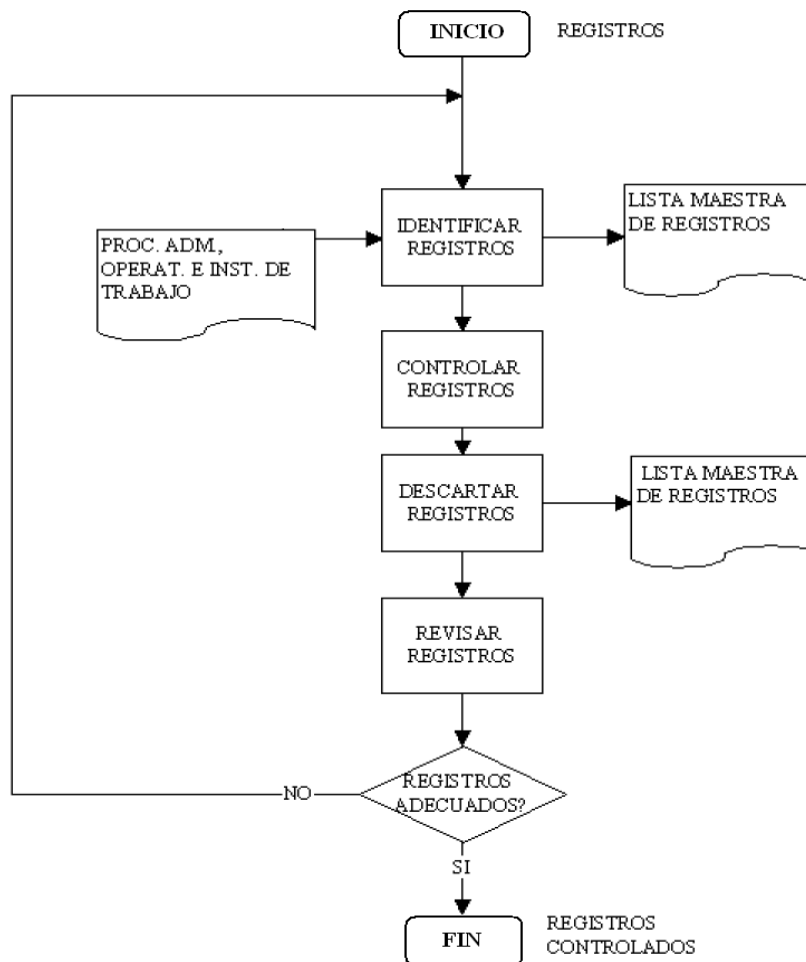 INICIO
REGISTROS
IDENTIFICAR
REGISTROS
LISTA MAESTRA
DE REGISTROS
PROC. ADM.,
OPERAT. E INST. DE
TRABAJO
CONTROLAR
REGISTROS
DESCARTAR
REGISTROS
LISTA MAESTRA
DE REGISTROS
REVISAR
REGISTROS
REGISTROS
ADECUADOS?
NO
SI
FIN
REGISTROS
CONTROLADOS